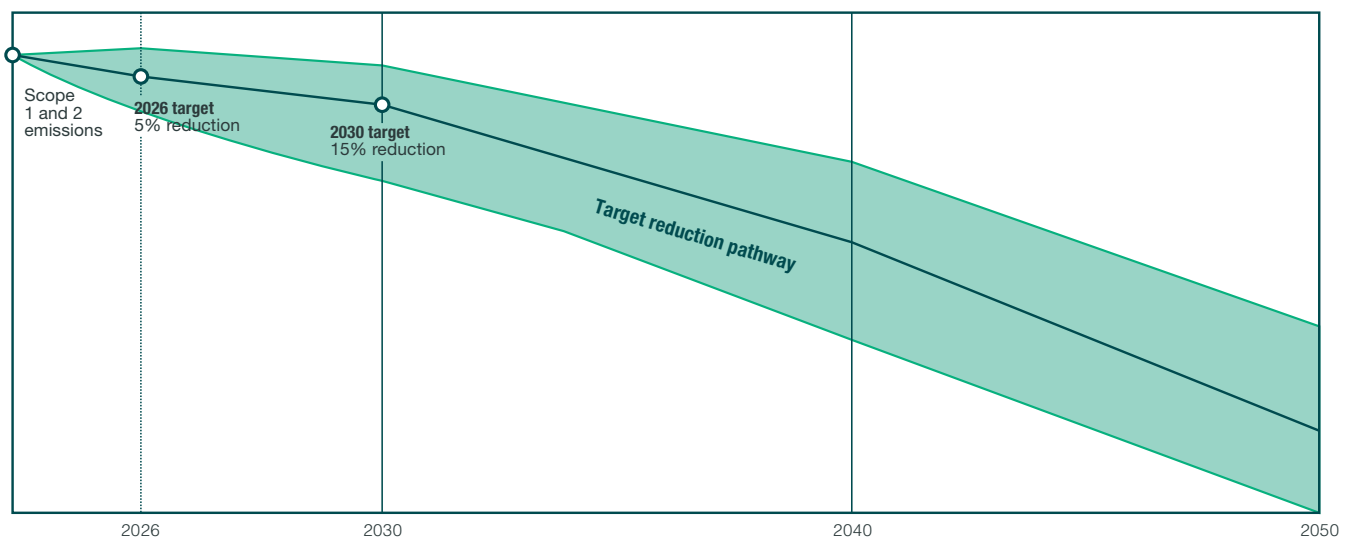 Scope
1 and 2
emissions
2026 target
5% reduction
2030 target
15% reduction
Target reduction pathway
2026
2030
2040
2050